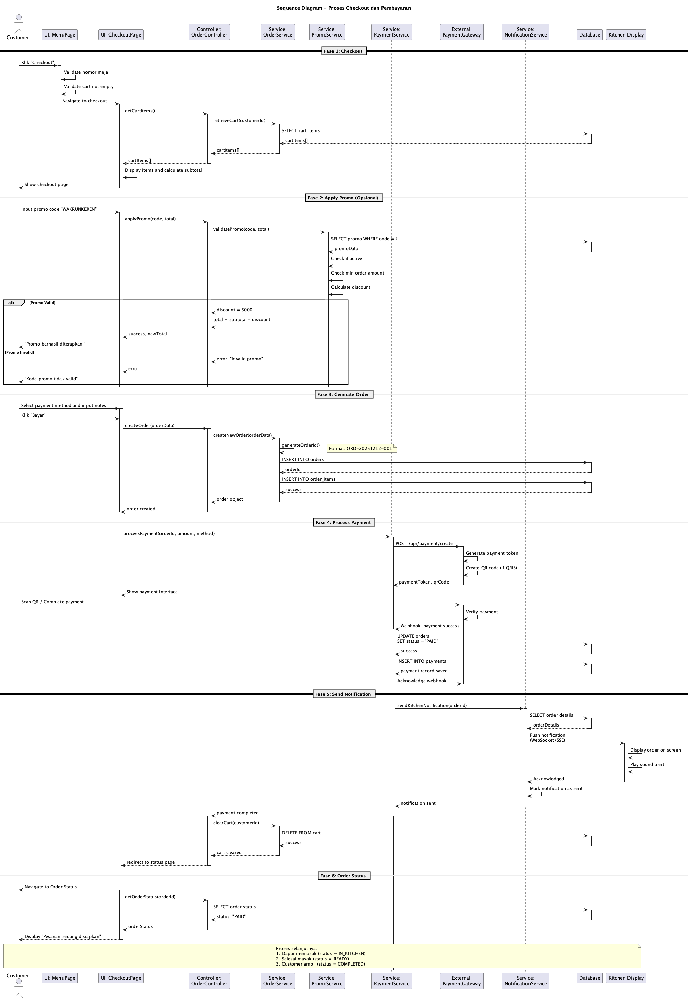 Sequence Diagram - Proses Checkout dan Pembayaran
Customer
UI: MenuPage
UI: CheckoutPage
Controller:
OrderController
Service:
OrderService
Service:
PromoService
Service:
PaymentService
External:
PaymentGateway
Service:
NotificationService
Database
Kitchen Display
Fase 1: Checkout
Klik "Checkout"
Validate nomor meja
Validate cart not empty
Navigate to checkout
getCartItems()
retrieveCart(customerId)
SELECT cart items
cartItems[]
cartItems[]
cartItems[]
Display items and calculate subtotal
Show checkout page
Fase 2: Apply Promo (Opsional)
Input promo code "WAKRUNKEREN"
applyPromo(code, total)
validatePromo(code, total)
SELECT promo WHERE code = ?
promoData
Check if active
Check min order amount
Calculate discount
alt [Promo Valid]
discount = 5000
total = subtotal - discount
success, newTotal
"Promo berhasil diterapkan!"
[Promo Invalid]
error: "Invalid promo"
error
"Kode promo tidak valid"
Fase 3: Generate Order
Select payment method and input notes
Klik "Bayar"
createOrder(orderData)
createNewOrder(orderData)
generateOrderId()
Format: ORD-20251212-001
INSERT INTO orders
orderId
INSERT INTO order_items
success
order object
order created
Fase 4: Process Payment
processPayment(orderId, amount, method)
POST /api/payment/create
Generate payment token
Create QR code (if QRIS)
paymentToken, qrCode
Show payment interface
Scan QR / Complete payment
Verify payment
Webhook: payment success
UPDATE orders
SET status = 'PAID'
success
INSERT INTO payments
payment record saved
Acknowledge webhook
Fase 5: Send Notification
sendKitchenNotification(orderId)
SELECT order details
orderDetails
Push notification
(WebSocket/SSE)
Display order on screen
Play sound alert
Acknowledged
Mark notification as sent
notification sent
payment completed
clearCart(customerId)
DELETE FROM cart
success
cart cleared
redirect to status page
Fase 6: Order Status
Navigate to Order Status
getOrderStatus(orderId)
SELECT order status
status: "PAID"
orderStatus
Display "Pesanan sedang disiapkan"
Proses selanjutnya:
1. Dapur memasak (status = IN_KITCHEN)
2. Selesai masak (status = READY)
3. Customer ambil (status = COMPLETED)
Customer
UI: MenuPage
UI: CheckoutPage
Controller:
OrderController
Service:
OrderService
Service:
PromoService
Service:
PaymentService
External:
PaymentGateway
Service:
NotificationService
Database
Kitchen Display